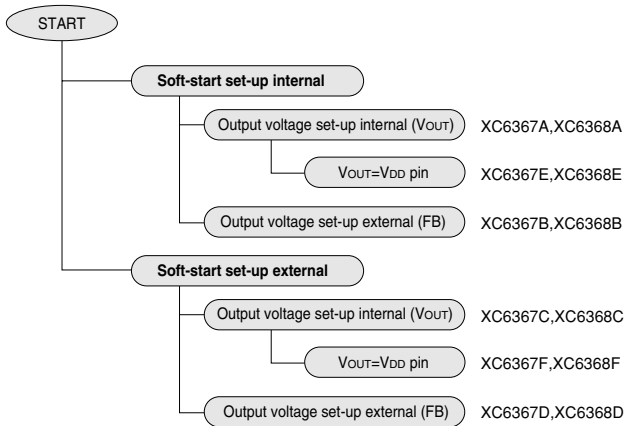 START
Soft-start set-up internal
Output voltage set-up internal (VOUT) XC6367A,XC6368A
VOUT=VDD pin XC6367E,XC6368E
Output voltage set-up external (FB) XC6367B,XC6368B
Soft-start set-up external
Output voltage set-up internal (VOUT) XC6367C,XC6368C
VOUT=VDD pin XC6367F,XC6368F
Output voltage set-up external (FB) XC6367D,XC6368D